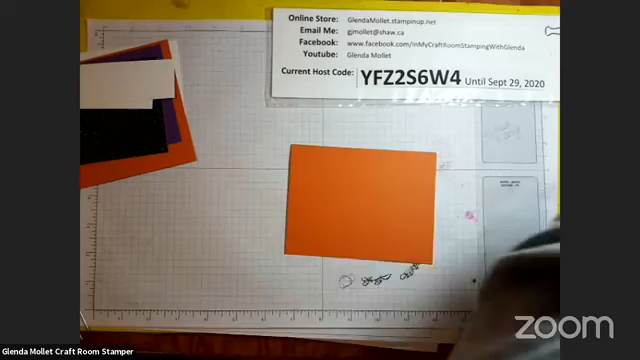 Online Store: GlendaMollet.stampinup.net
Email Me: gjmollet@shaw.ca
Facebook: www.facebook.com/inMyCraftRoomStampingWithGlenda
Youtube: Glenda Mollet
Current Host Code: YFZ2S6W4 Until Sept 29, 2020
zoom
Glenda Mollet Craft Room Stamper